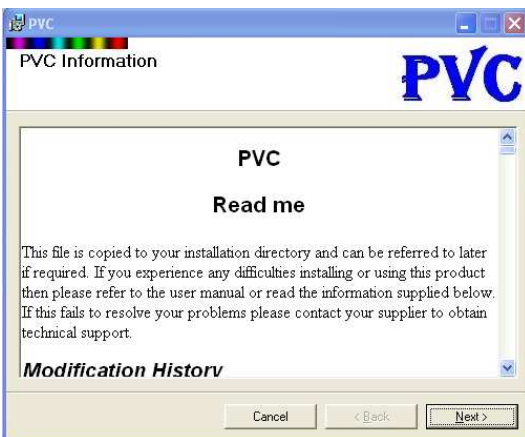 PVC
PVC Information
PVC
PVC
Read me
This file is copied to your installation directory and can be referred to later
if required. If you experience any difficulties installing or using this product
then please refer to the user manual or read the information supplied below.
If this fails to resolve your problems please contact your supplier to obtain
technical support.
Modification History
Cancel
< Back
Next >